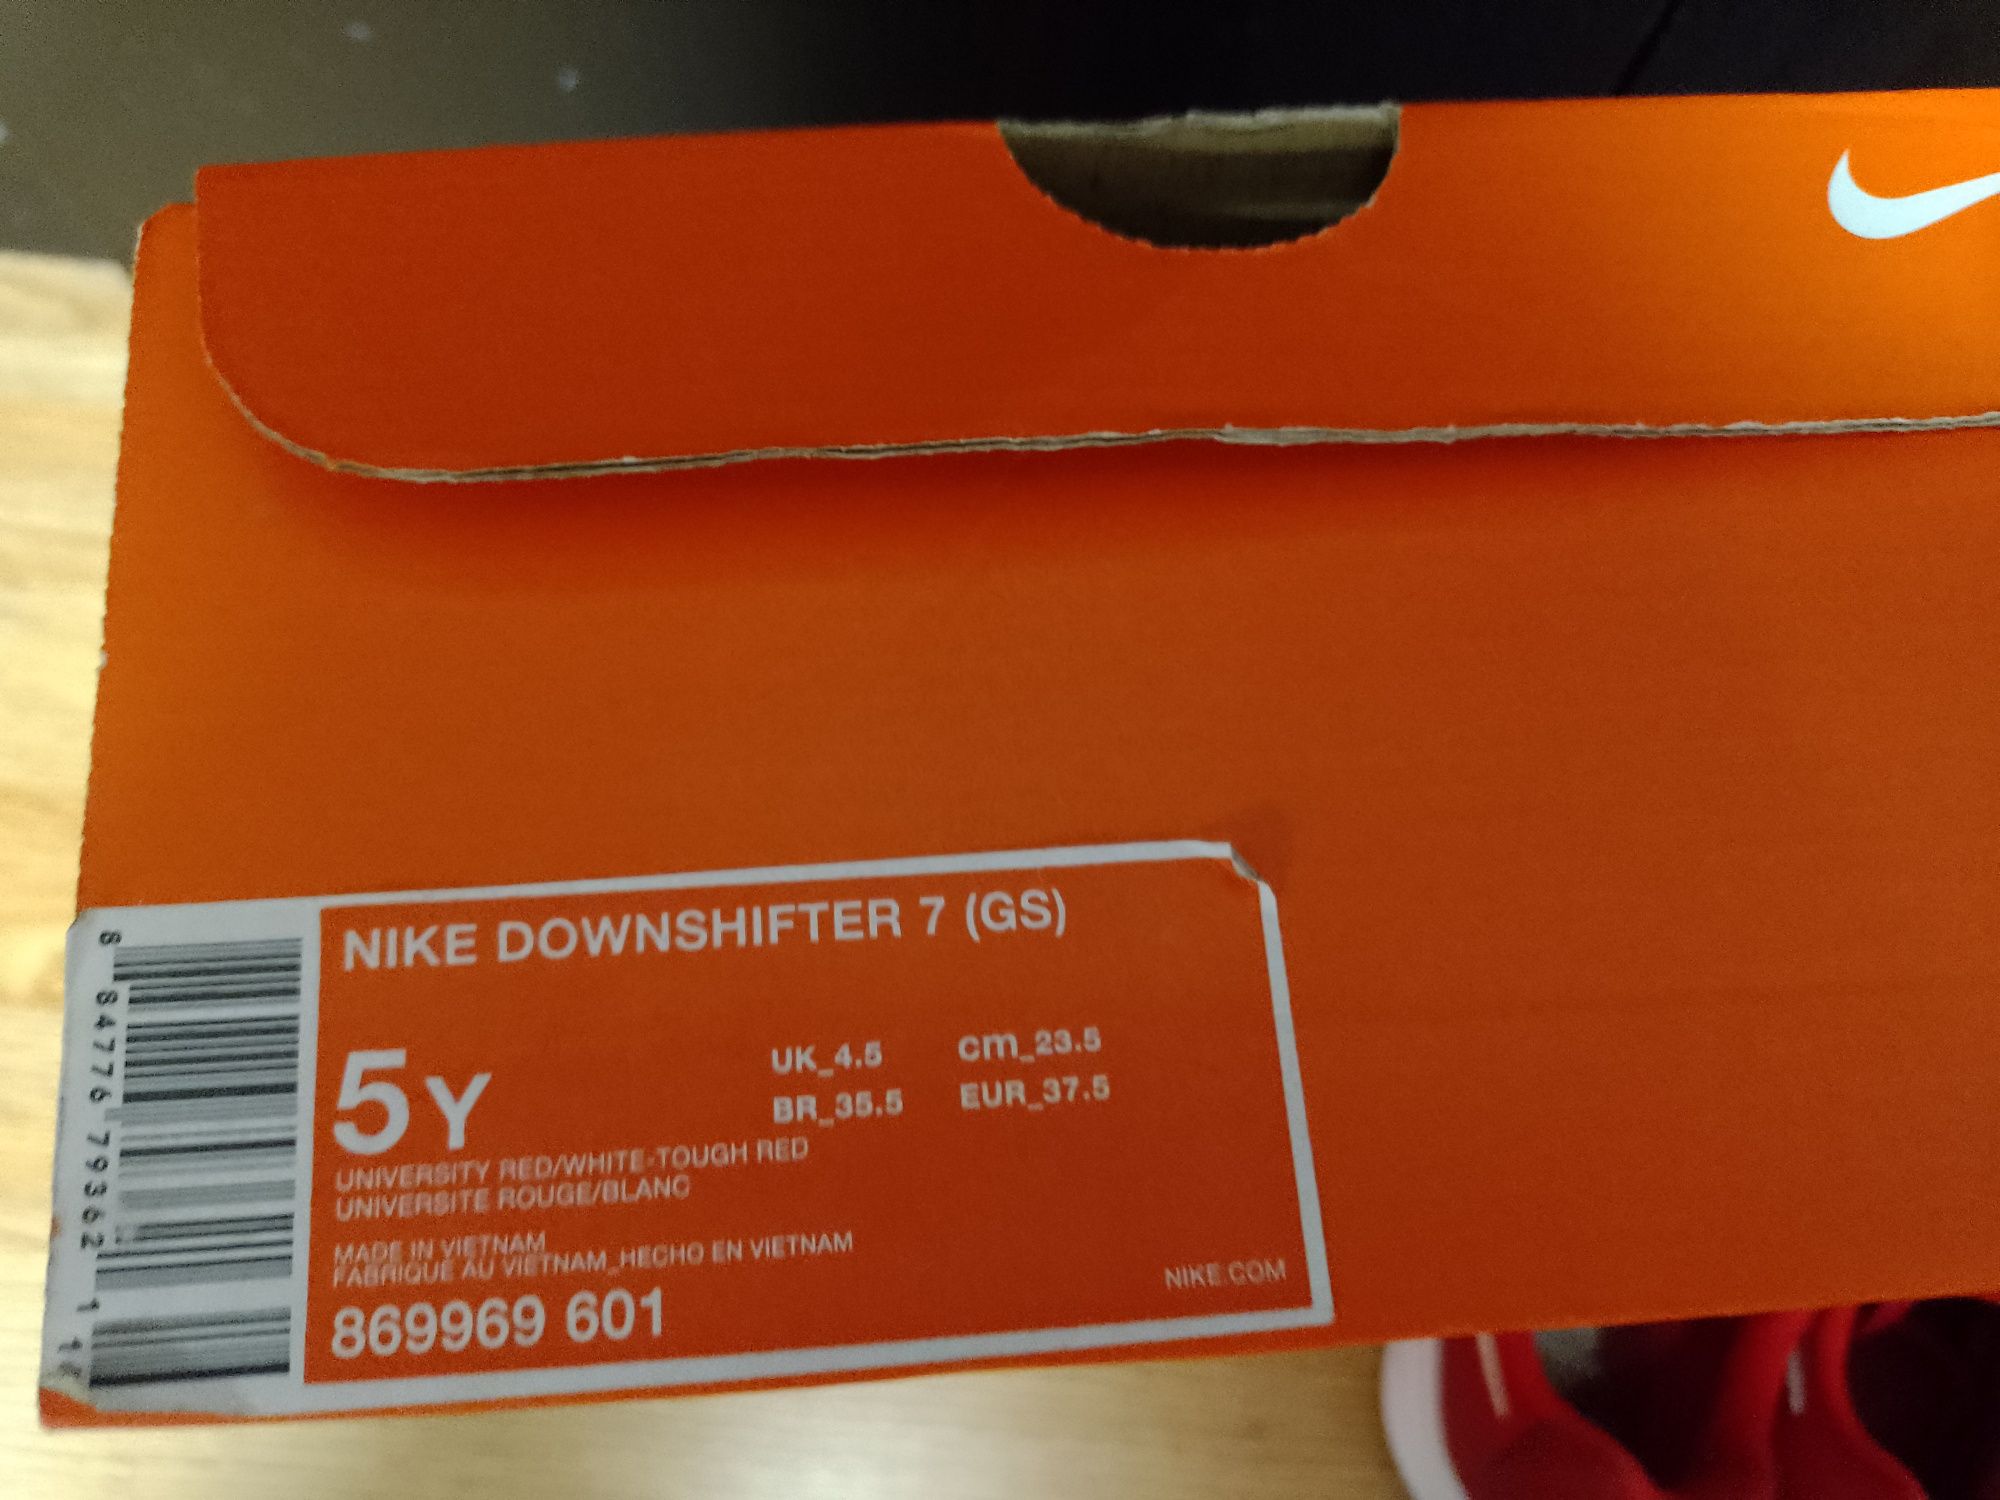 NIKE DOWNSHIFTER 7 (GS)
5Y
UK_4.5 cm_23.5
BR_35.5 EUR_37.5
UNIVERSITY RED/WHITE-TOUGH RED
UNIVERSITE ROUGE/BLANC
MADE IN VIETNAM
FABRIQUE AU VIETNAM_HECHO EN VIETNAM
869969 601
NIKE.COM
8 84776 79362 1